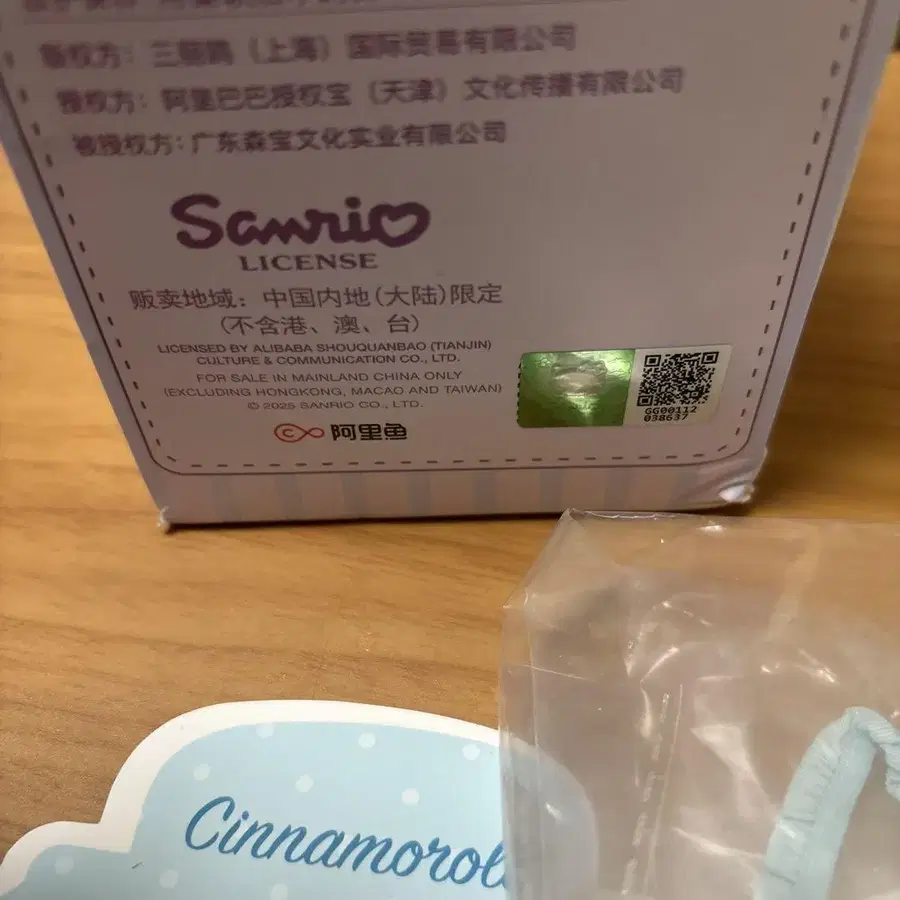 版权方：三丽鸥（上海）国际贸易有限公司
授权方：阿里巴巴授权宝（天津）文化传播有限公司
被授权方：广东森宝文化实业有限公司
Sanrio
LICENSE
贩卖地域：中国内地(大陆)限定
(不含港、澳、台)
LICENSED BY ALIBABA SHOUQUANBAO (TIANJIN)
CULTURE & COMMUNICATION CO., LTD.
FOR SALE IN MAINLAND CHINA ONLY
(EXCLUDING HONGKONG, MACAO AND TAIWAN)
© 2025 SANRIO CO., LTD.
阿里鱼
GG00112
038637
Cinnamorol